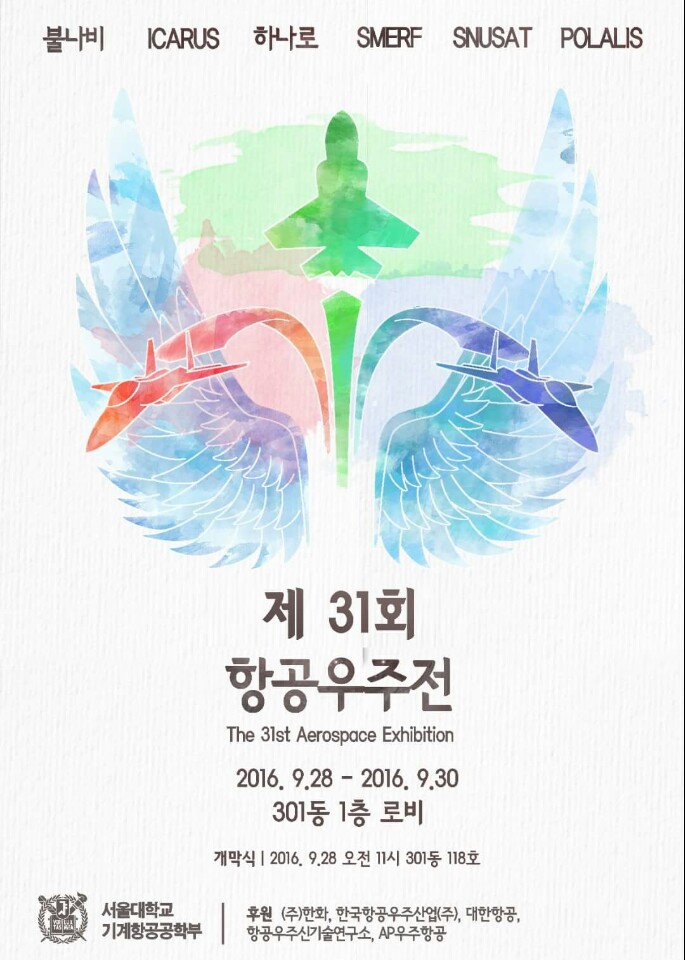 불나비 ICARUS 하나로 SMERF SNUSAT POLALIS
제 31회
항공우주전
The 31st Aerospace Exhibition
2016. 9.28 - 2016. 9.30
301동 1층 로비
개막식 | 2016. 9.28 오전 11시 301동 118호
서울대학교
기계항공공학부
후원 (주)한화, 한국항공우주산업(주), 대한항공,
항공우주신기술연구소, AP우주항공